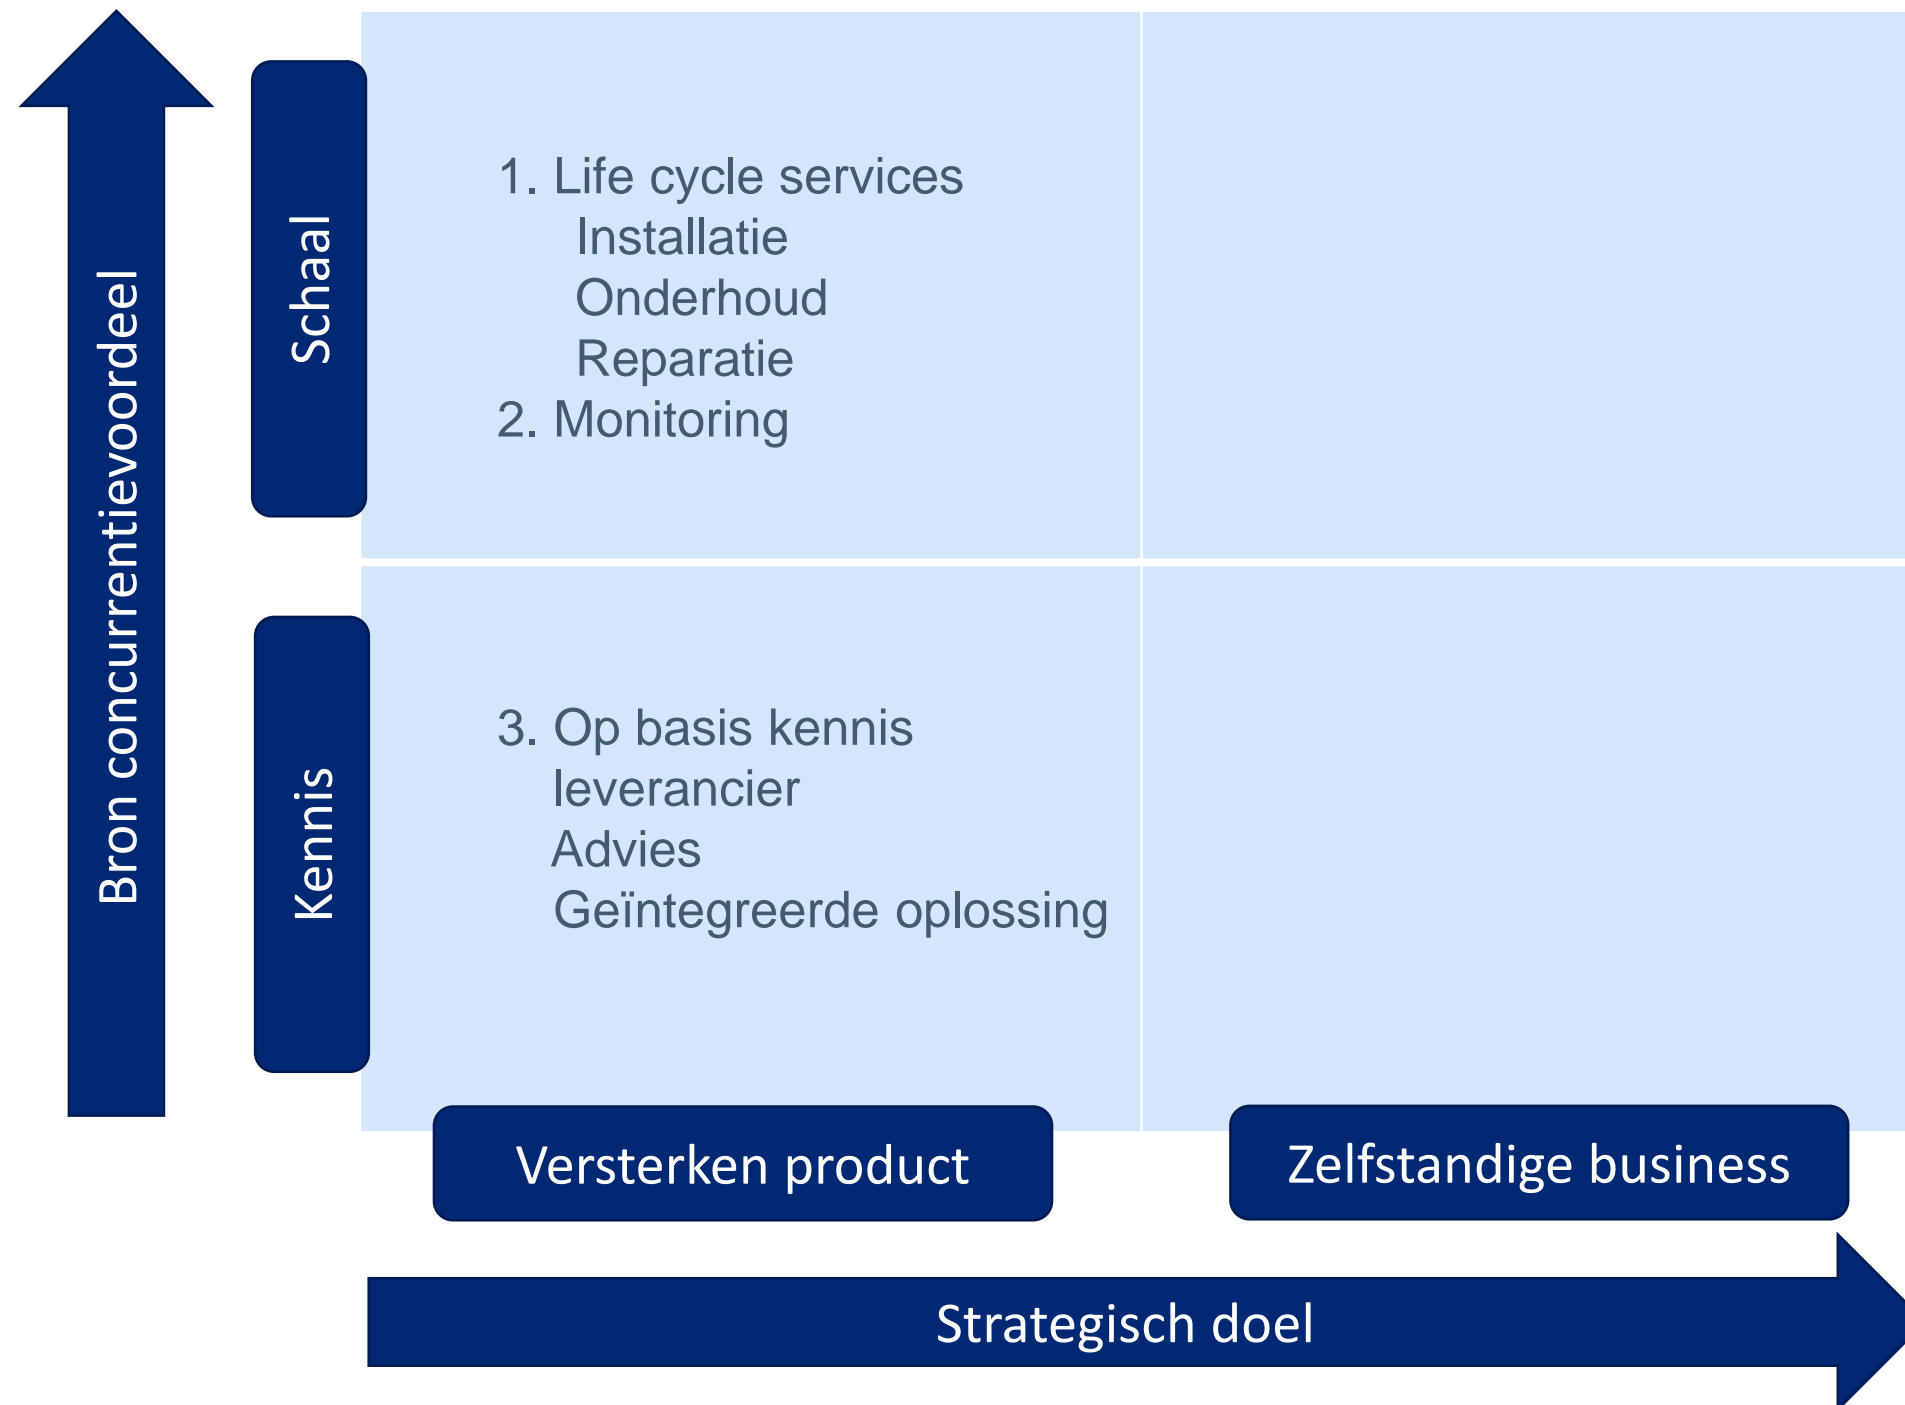 Bron concurrentievoordeel
Schaal
1. Life cycle services
Installatie
Onderhoud
Reparatie
2. Monitoring
Kennis
3. Op basis kennis
leverancier
Advies
Geïntegreerde oplossing
Versterken product
Zelfstandige business
Strategisch doel